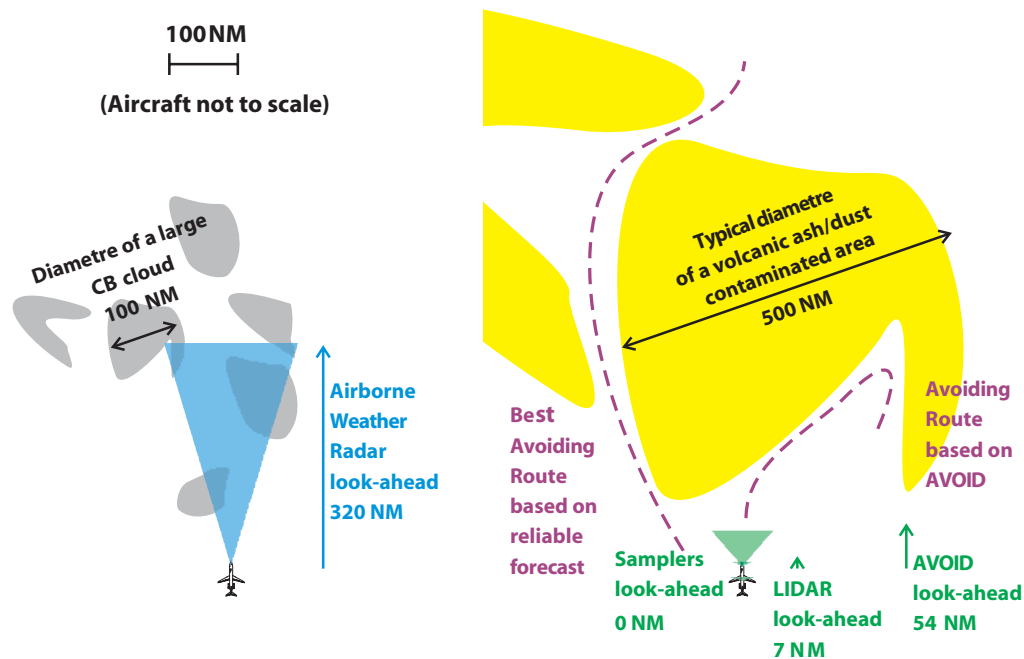 100 NM
(Aircraft not to scale)
Diametre of a large
CB cloud
100 NM
Airborne
Weather
Radar
look-ahead
320 NM
Typical diametre
of a volcanic ash/dust
contaminated area
500 NM
Best
Avoiding
Route
based on
reliable
forecast
Avoiding
Route
based on
AVOID
Samplers
look-ahead
0 NM
LIDAR
look-ahead
7 NM
AVOID
look-ahead
54 NM